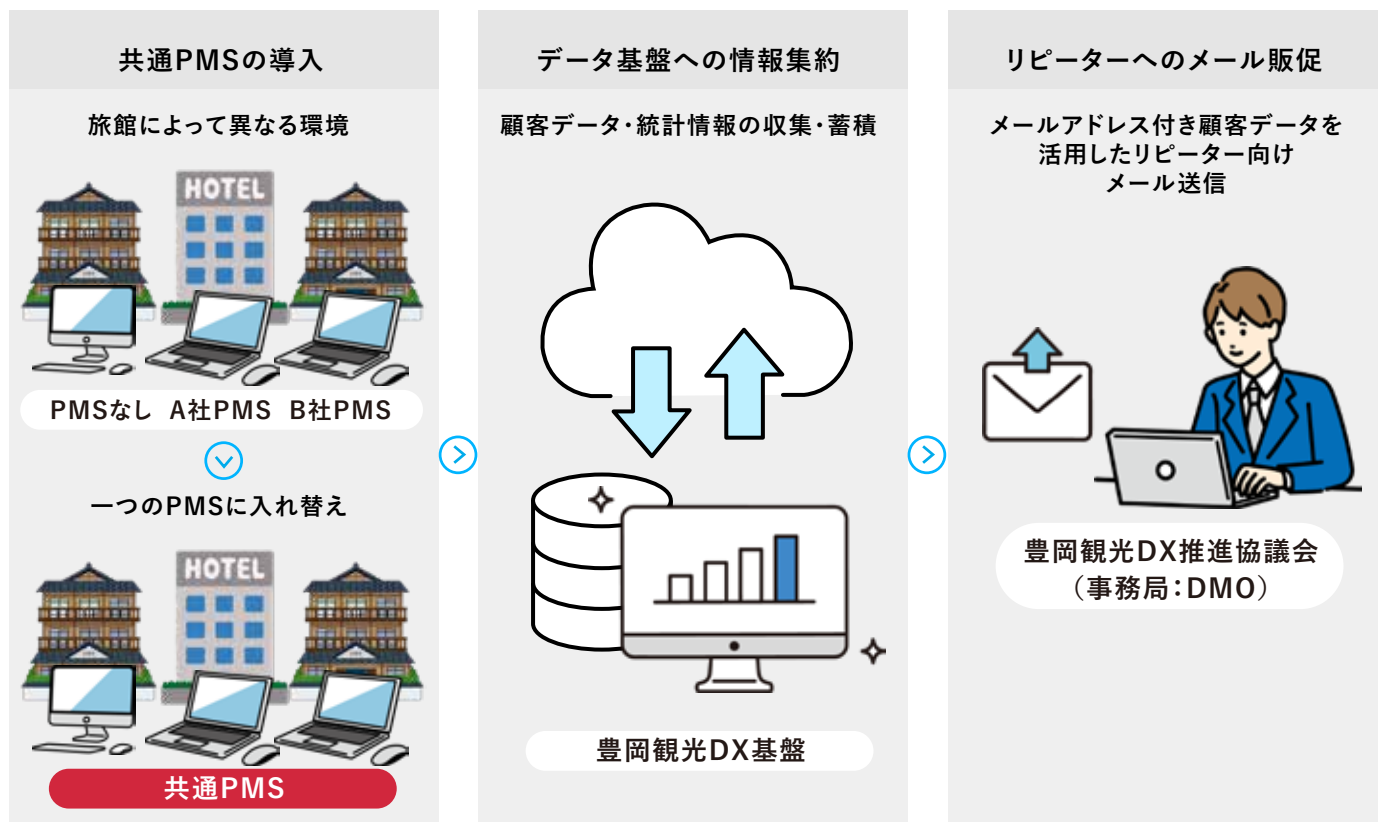 共通PMSの導入
旅館によって異なる環境
HOTEL
PMSなし A社PMS B社PMS
一つのPMSに入れ替え
HOTEL
共通PMS
データ基盤への情報集約
顧客データ・統計情報の収集・蓄積
豊岡観光DX基盤
リピーターへのメール販促
メールアドレス付き顧客データを
活用したリピーター向け
メール送信
豊岡観光DX推進協議会
（事務局：DMO）